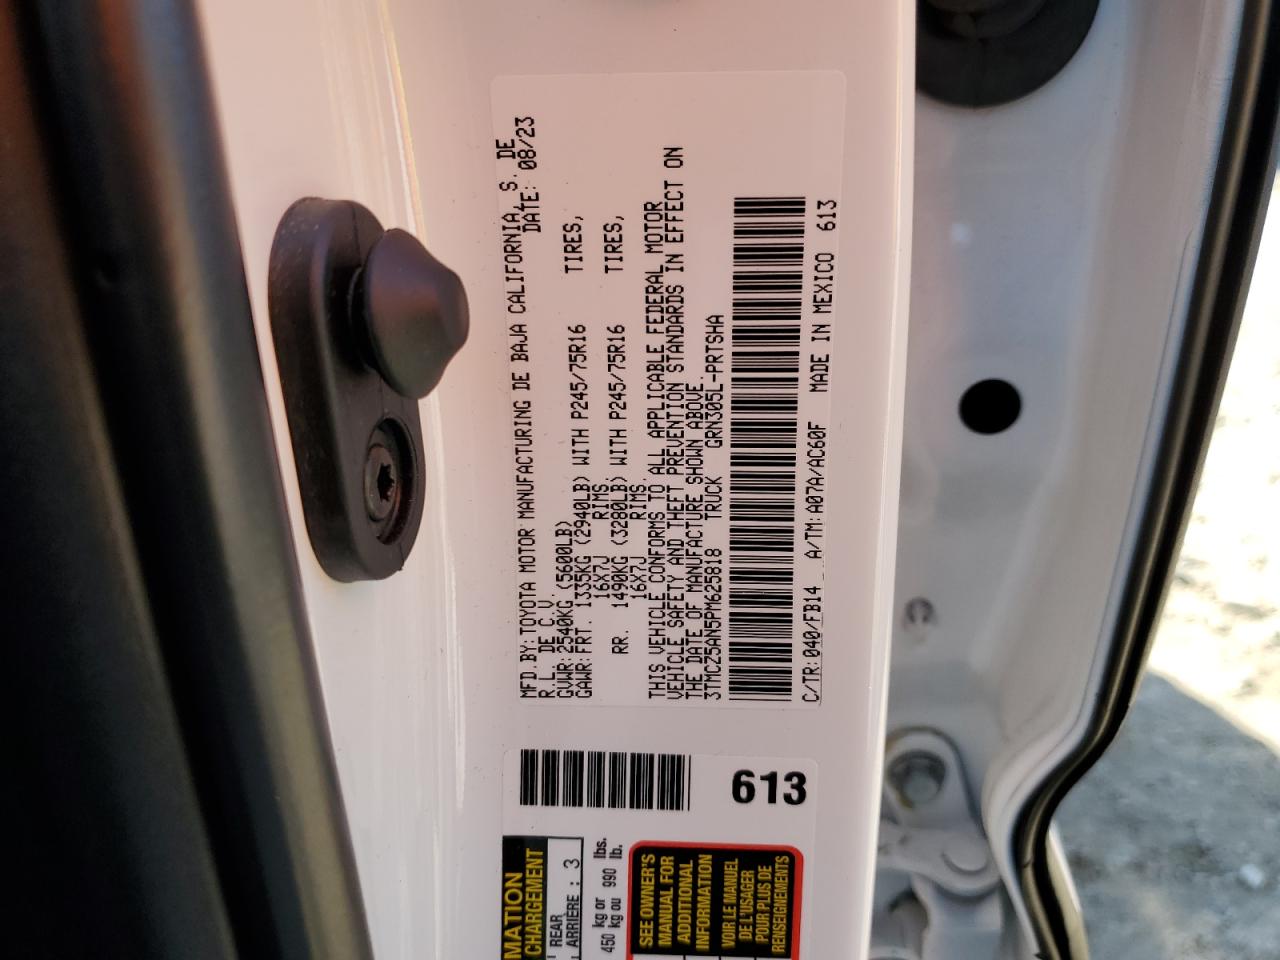 MFD.BY:TOYOTA MOTOR MANUFACTURING DE BAJA CALIFORNIA, S. DE
R.L. DE C.V. DATE: 08/23
GVWR:2540KG (5600LB)
GAWR:FRT. 1335KG (2940LB) WITH P245/75R16 TIRES,
16X7J RIMS,
RR. 1490KG (3280LB) WITH P245/75R16 TIRES,
16X7J RIMS.
THIS VEHICLE CONFORMS TO ALL APPLICABLE FEDERAL MOTOR
VEHICLE SAFETY AND THEFT PREVENTION STANDARDS IN EFFECT ON
THE DATE OF MANUFACTURE SHOWN ABOVE.
3TMCZ5AN5PM625818 TRUCK GRN305L-PRTSHA
C/TR:040/FB14 A/TM:A07A/AC60F MADE IN MEXICO 613
613
MATION
CHARGEMENT
REAR
ARRIÈRE : 3
450 kg or 990 lbs.
450 kg ou 990 lb.
SEE OWNER'S
MANUAL FOR
ADDITIONAL
INFORMATION
VOIR LE MANUEL
DE L'USAGER
POUR PLUS DE
RENSEIGNEMENTS